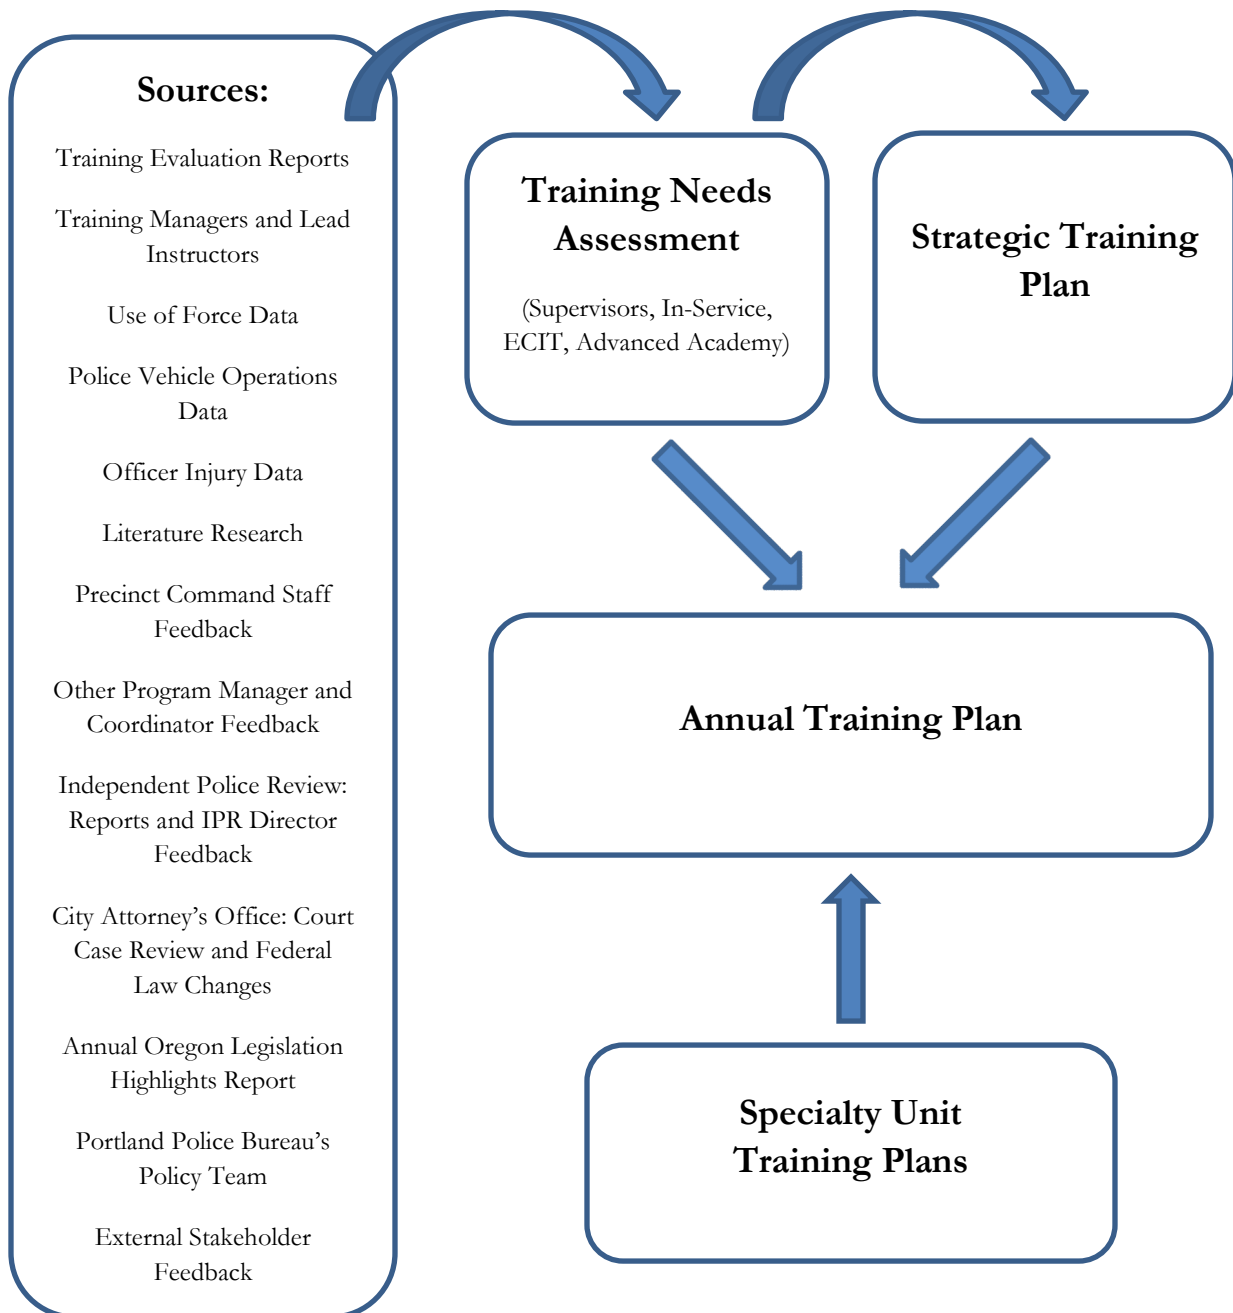 Sources:
Training Evaluation Reports
Training Managers and Lead
Instructors
Use of Force Data
Police Vehicle Operations
Data
Officer Injury Data
Literature Research
Precinct Command Staff
Feedback
Other Program Manager and
Coordinator Feedback
Independent Police Review:
Reports and IPR Director
Feedback
City Attorney’s Office: Court
Case Review and Federal
Law Changes
Annual Oregon Legislation
Highlights Report
Portland Police Bureau’s
Policy Team
External Stakeholder
Feedback
Training Needs
Assessment
(Supervisors, In-Service,
ECIT, Advanced Academy)
Strategic Training
Plan
Annual Training Plan
Specialty Unit
Training Plans